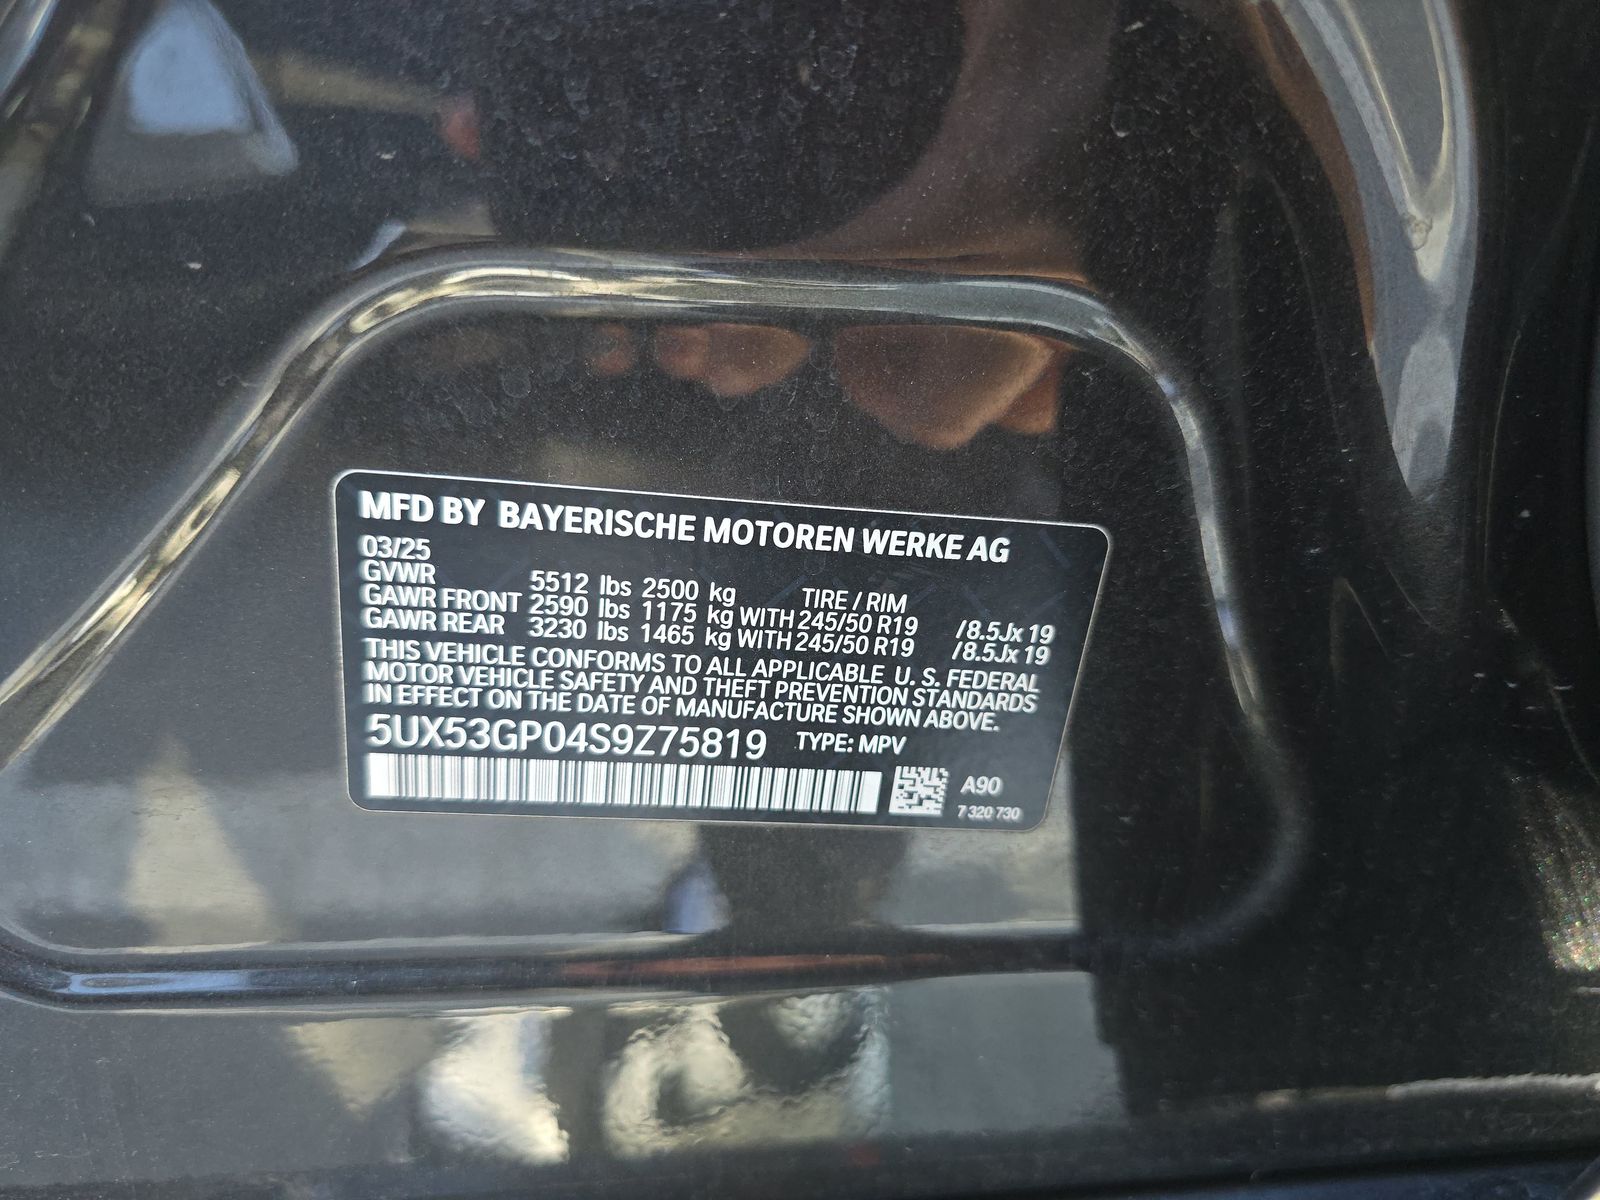 MFD BY BAYERISCHE MOTOREN WERKE AG
03/25
GVWR 5512 lbs 2500 kg TIRE / RIM
GAWR FRONT 2590 lbs 1175 kg WITH 245/50 R19 /8.5Jx 19
GAWR REAR 3230 lbs 1465 kg WITH 245/50 R19 /8.5Jx 19
THIS VEHICLE CONFORMS TO ALL APPLICABLE U. S. FEDERAL
MOTOR VEHICLE SAFETY AND THEFT PREVENTION STANDARDS
IN EFFECT ON THE DATE OF MANUFACTURE SHOWN ABOVE.
5UX53GP04S9Z75819 TYPE: MPV
A90
7 320 730